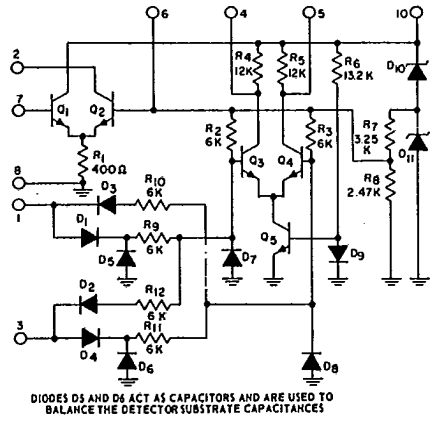 6 4 5 10
2
R4 12K R5 12K R6 13.2K D10
7 Q1 Q2
R2 6K R3 6K R7 3.25 K D11
R1 400Ω Q3 Q4 R8 2.47K
8
D3 R10 6K
1
D1 R9 6K Q5
D5 D7 D9
D2 R12 6K
3 D4 R11 6K
D6 D8
DIODES D5 AND D6 ACT AS CAPACITORS AND ARE USED TO
BALANCE THE DETECTOR SUBSTRATE CAPACITANCES